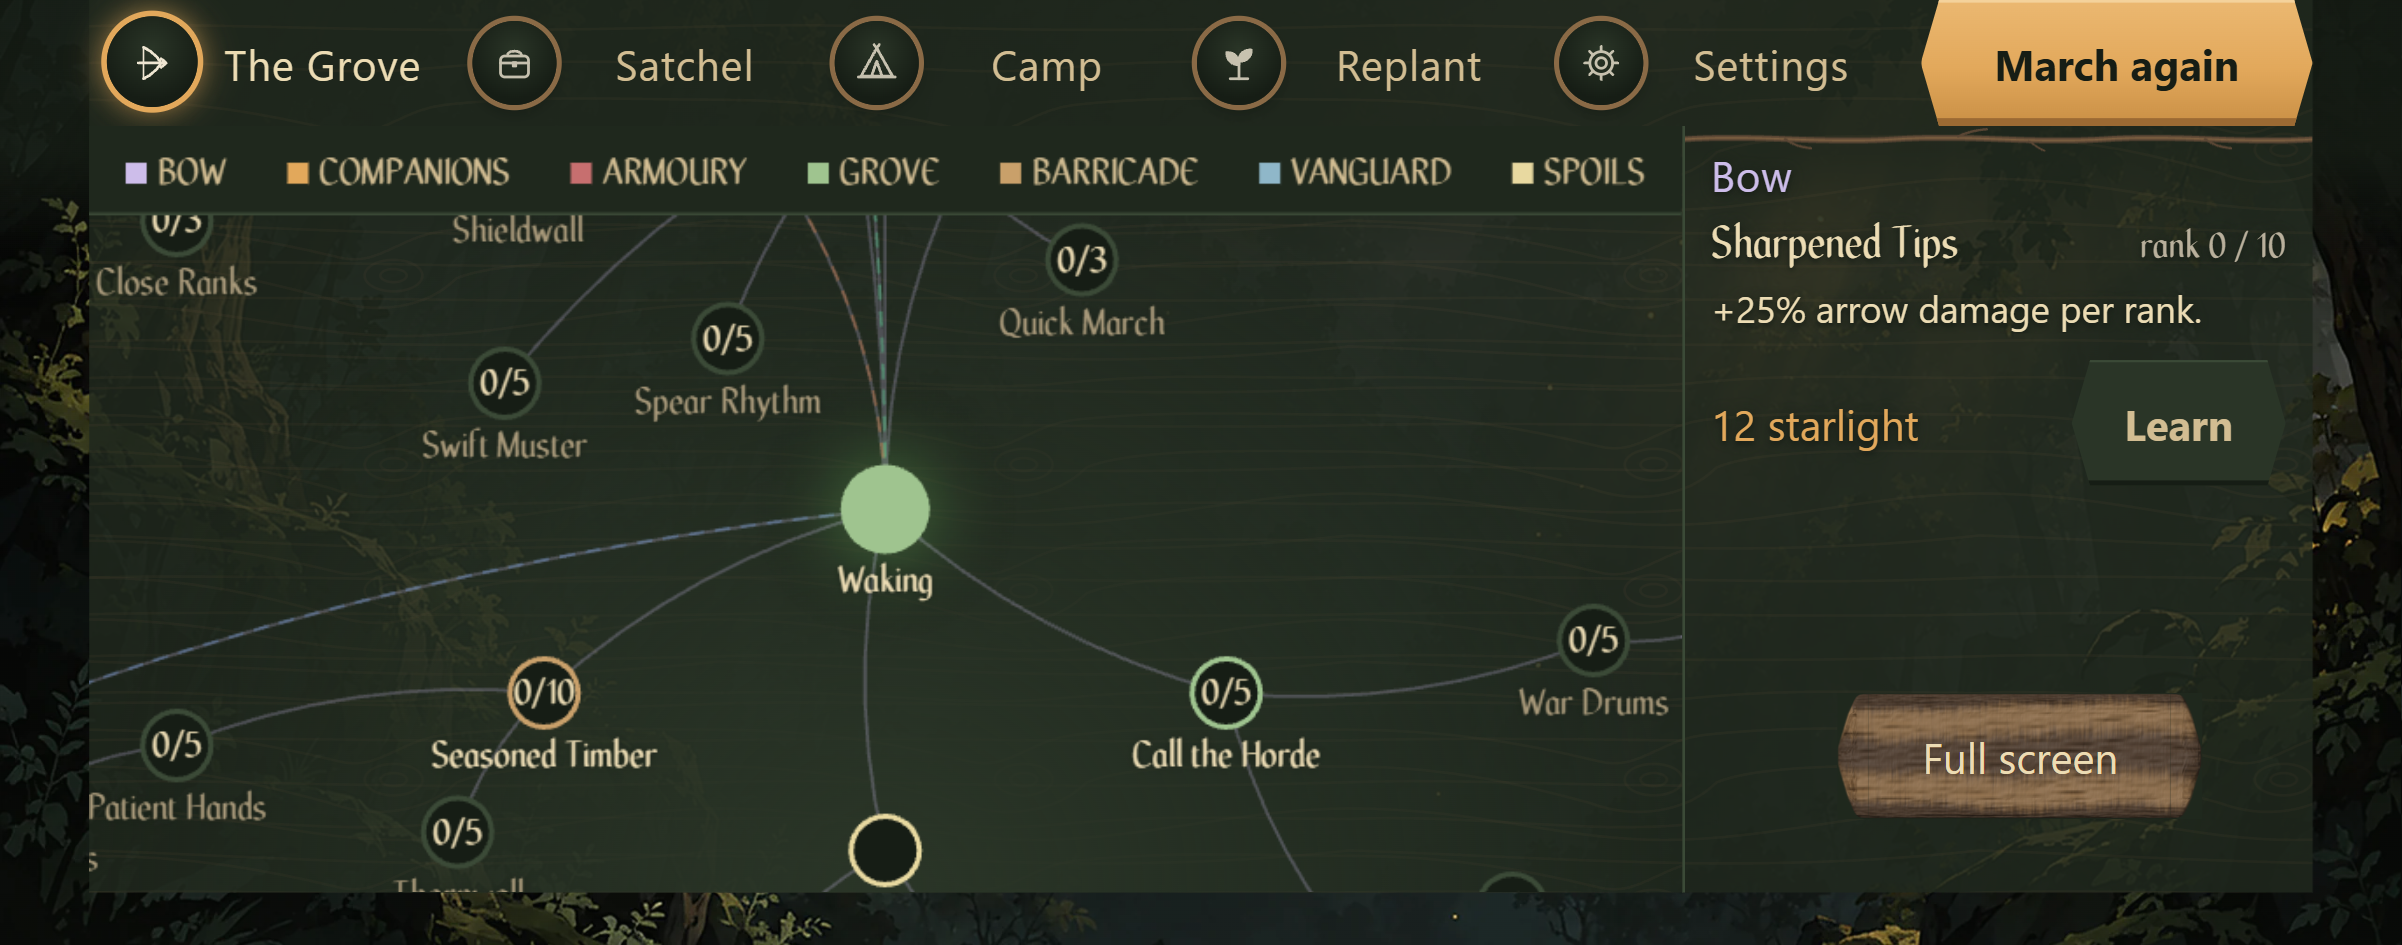 The Grove
Satchel
Camp
Replant
Settings
March again
BOW
COMPANIONS
ARMOURY
GROVE
BARRICADE
VANGUARD
SPOILS
0/3
Close Ranks
Shieldwall
0/3
Quick March
0/5
Spear Rhythm
0/5
Swift Muster
Waking
0/5
War Drums
0/10
Seasoned Timber
0/5
Call the Horde
0/5
Patient Hands
0/5
s
Bow
Sharpened Tips
rank 0 / 10
+25% arrow damage per rank.
12 starlight
Learn
Full screen